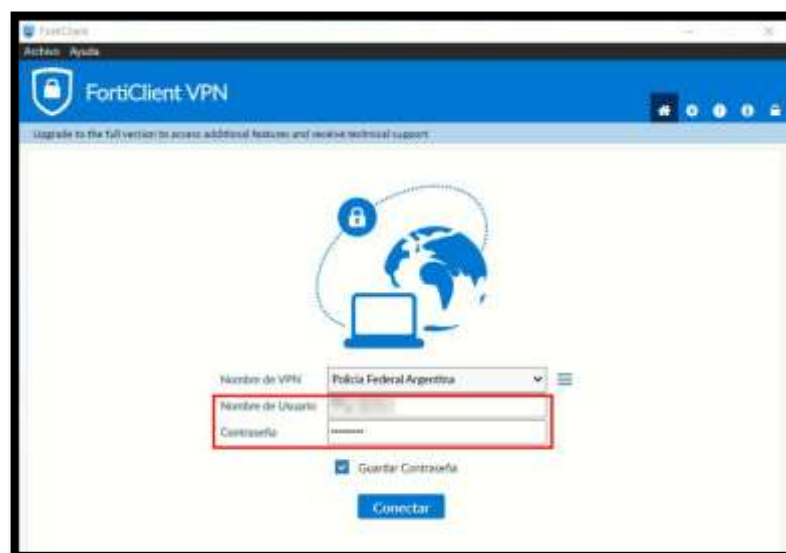 FortiClient
Archivo Ayuda
FortiClient VPN
Upgrade to the full version to access additional features and receive technical support
Nombre de VPN Policía Federal Argentina
Nombre de Usuario
Contraseña ••••••••
Guardar Contraseña
Conectar